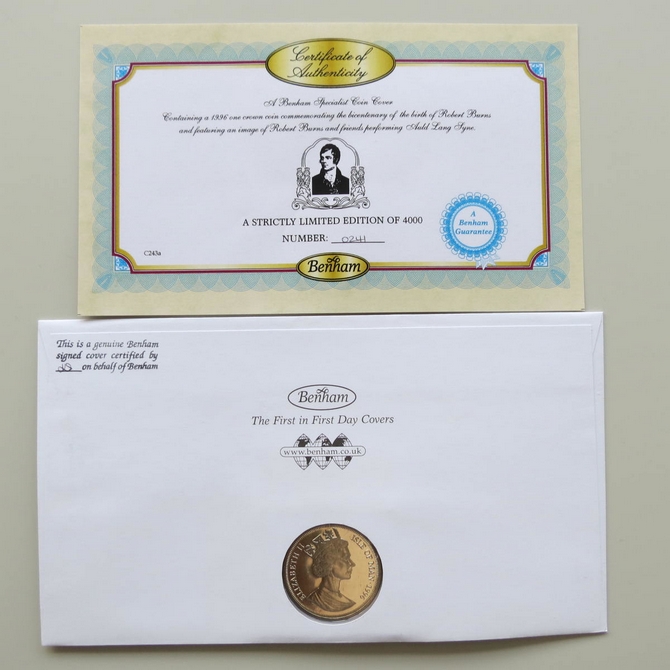 Certificate of
Authenticity
A Benham Specialist Coin Cover
Containing a 1996 one crown coin commemorating the bicentenary of the birth of Robert Burns
and featuring an image of Robert Burns and friends performing Auld Lang Syne.
A STRICTLY LIMITED EDITION OF 4000
NUMBER: 0241
A
Benham
Guarantee
C243a
Benham
This is a genuine Benham
signed cover certified by
on behalf of Benham
Benham
The First in First Day Covers
www.benham.co.uk
ELIZABETH II
ISLE OF MAN 1996